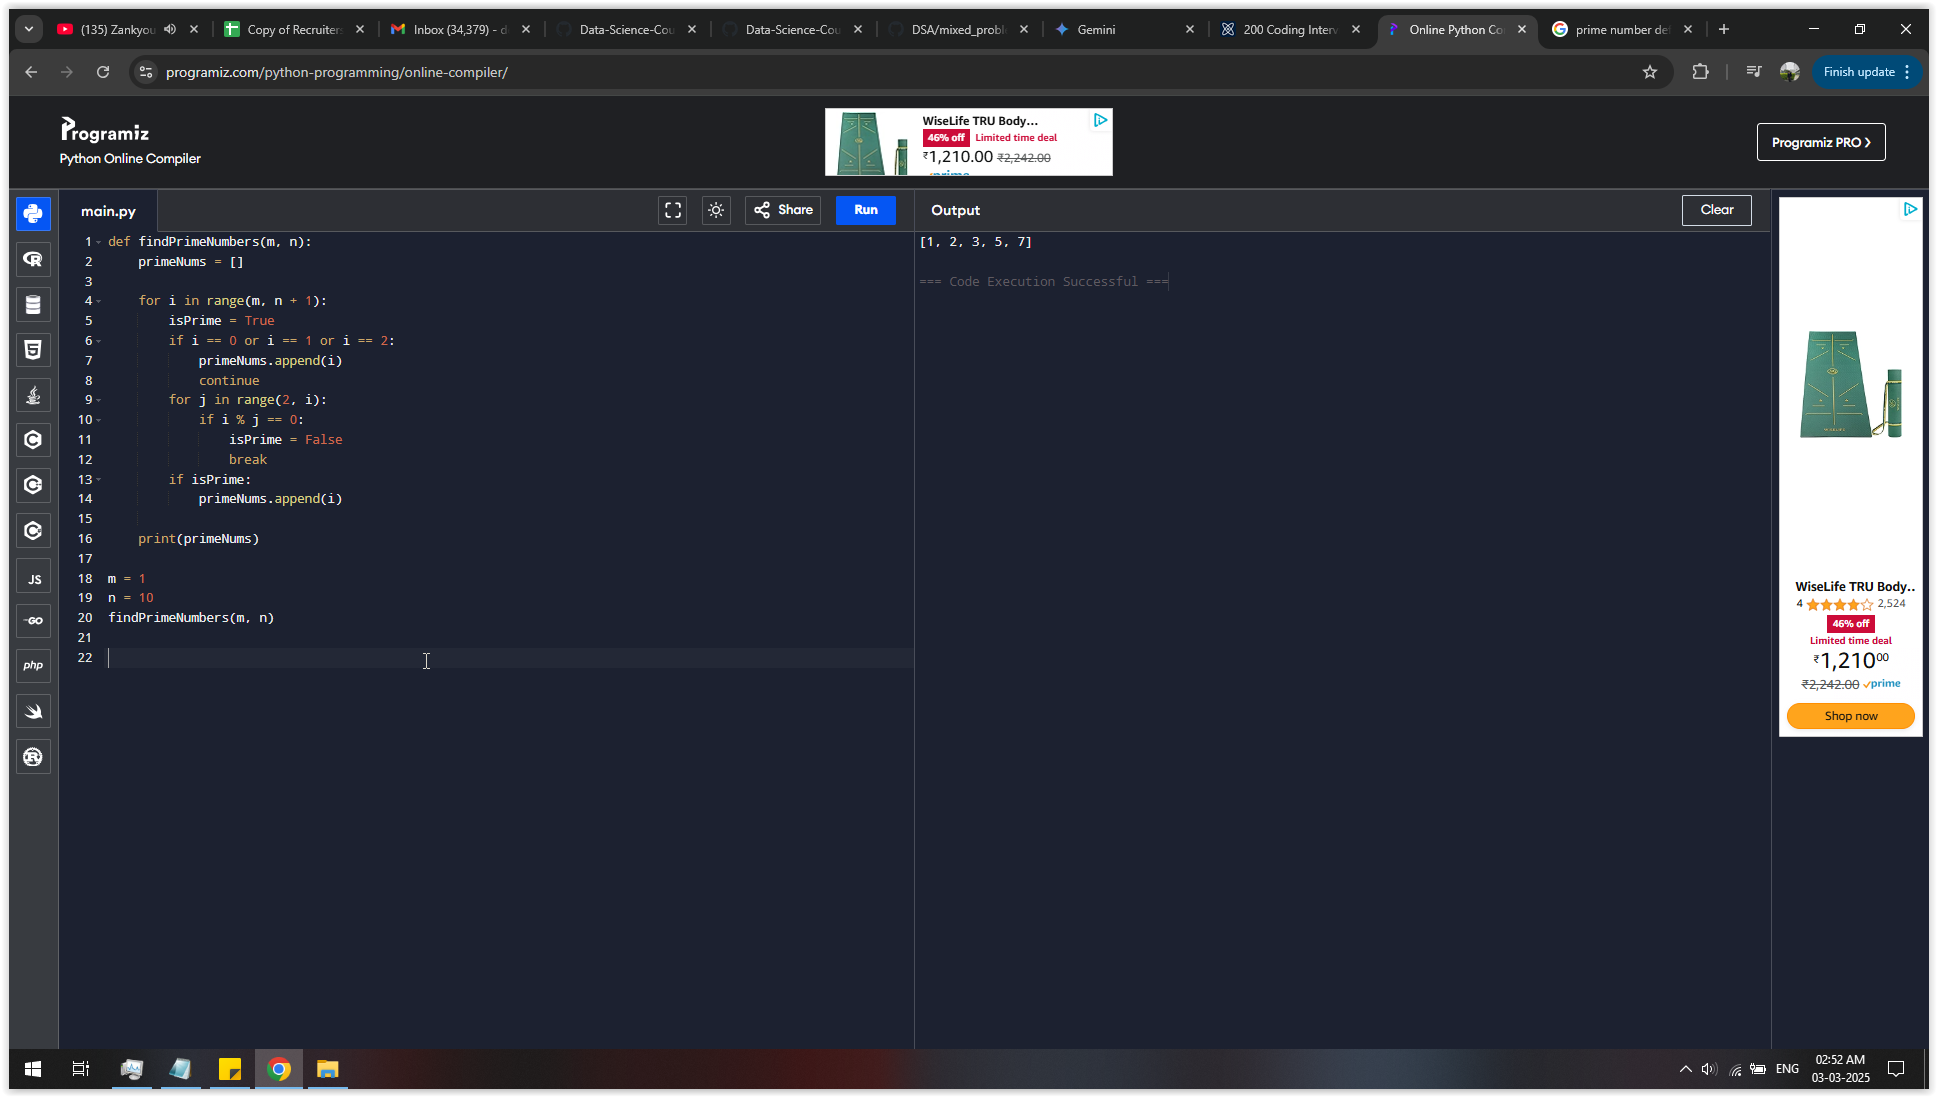 (135) Zankyou
Copy of Recruiters
Inbox (34,379) - d
Data-Science-Cou
Data-Science-Cou
DSA/mixed_probl
Gemini
200 Coding Interv
Online Python Co
prime number def
programiz.com/python-programming/online-compiler/
Finish update
Programiz
Python Online Compiler
WiseLife TRU Body...
46% off Limited time deal
₹1,210.00 ₹2,242.00
prime
Programiz PRO
main.py
Share
Run
Output
Clear
1 def findPrimeNumbers(m, n):
2 primeNums = []
3
4 for i in range(m, n + 1):
5 isPrime = True
6 if i == 0 or i == 1 or i == 2:
7 primeNums.append(i)
8 continue
9 for j in range(2, i):
10 if i % j == 0:
11 isPrime = False
12 break
13 if isPrime:
14 primeNums.append(i)
15
16 print(primeNums)
17
18 m = 1
19 n = 10
20 findPrimeNumbers(m, n)
21
22
[1, 2, 3, 5, 7]
=== Code Execution Successful ===
R
5
C
C
C
JS
GO
php
R
WISELIFE
WiseLife TRU Body..
4 2,524
46% off
Limited time deal
₹1,210⁰⁰
₹2,242.00 prime
Shop now
ENG
02:52 AM
03-03-2025